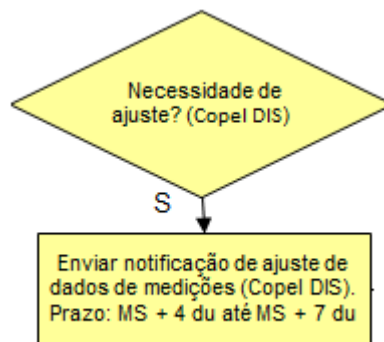 Necessidade de
ajuste? (Copel DIS)
S
Enviar notificação de ajuste de
dados de medições (Copel DIS).
Prazo: MS + 4 du até MS + 7 du